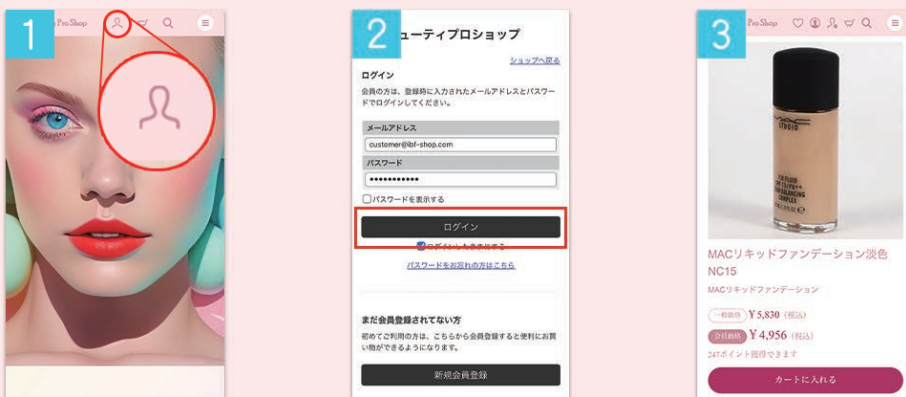 1
Pro Shop
2
ューティプロショップ
ショップへ戻る
ログイン
会員の方は、登録時に入力されたメールアドレスとパスワー
ドでログインしてください。
メールアドレス
customer@ibf-shop.com
パスワード
パスワードを表示する
ログイン
ログインしたままにする
パスワードをお忘れの方はこちら
まだ会員登録されてない方
初めてご利用の方は、こちらから会員登録すると便利にお買
い物ができるようになります。
新規会員登録
3
Pro Shop
MAC
STUDIO
SPF 15/PA++
MACリキッドファンデーション淡色
NC15
MACリキッドファンデーション
一般価格 ¥5,830 (税込)
会員価格 ¥4,956 (税込)
247ポイント獲得できます
カートに入れる